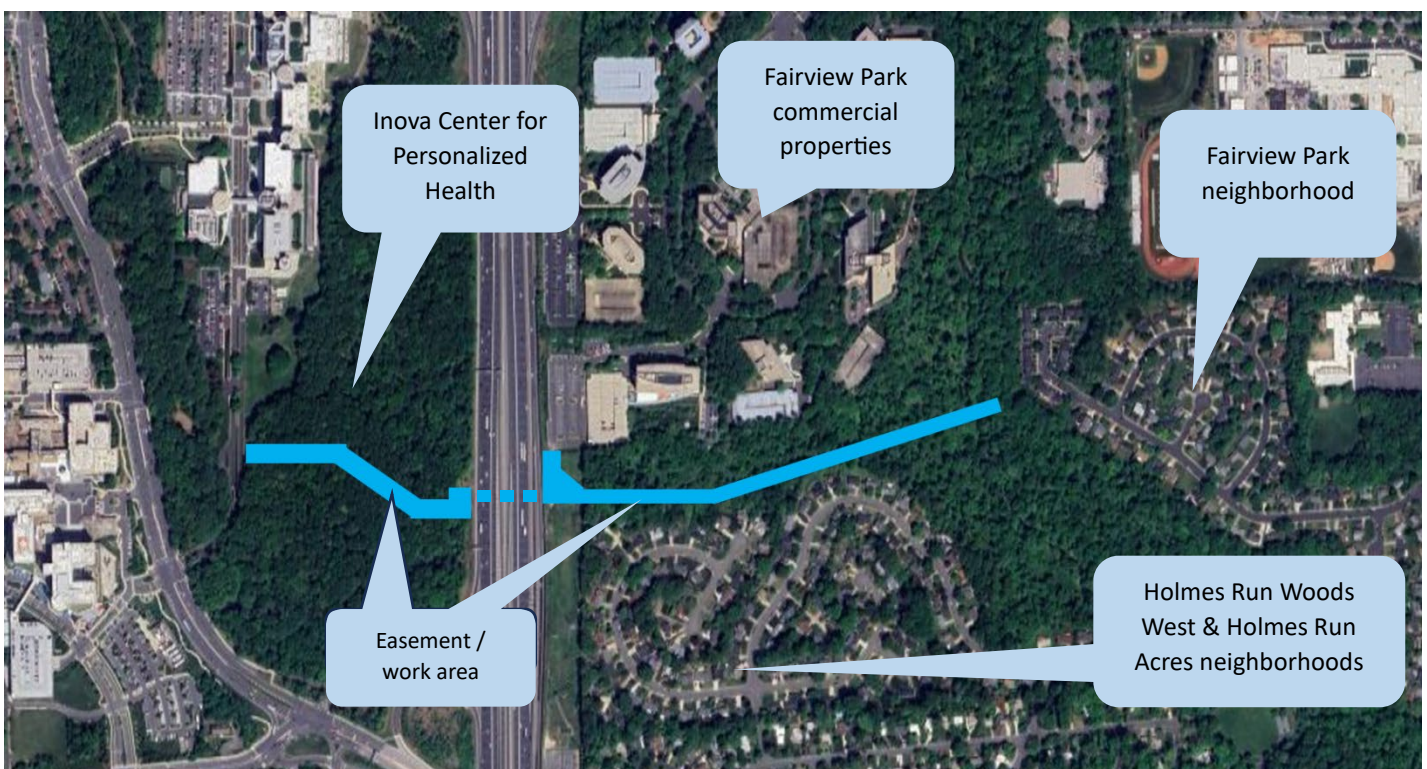 Inova Center for
Personalized
Health
Fairview Park
commercial
properties
Fairview Park
neighborhood
Easement /
work area
Holmes Run Woods
West & Holmes Run
Acres neighborhoods